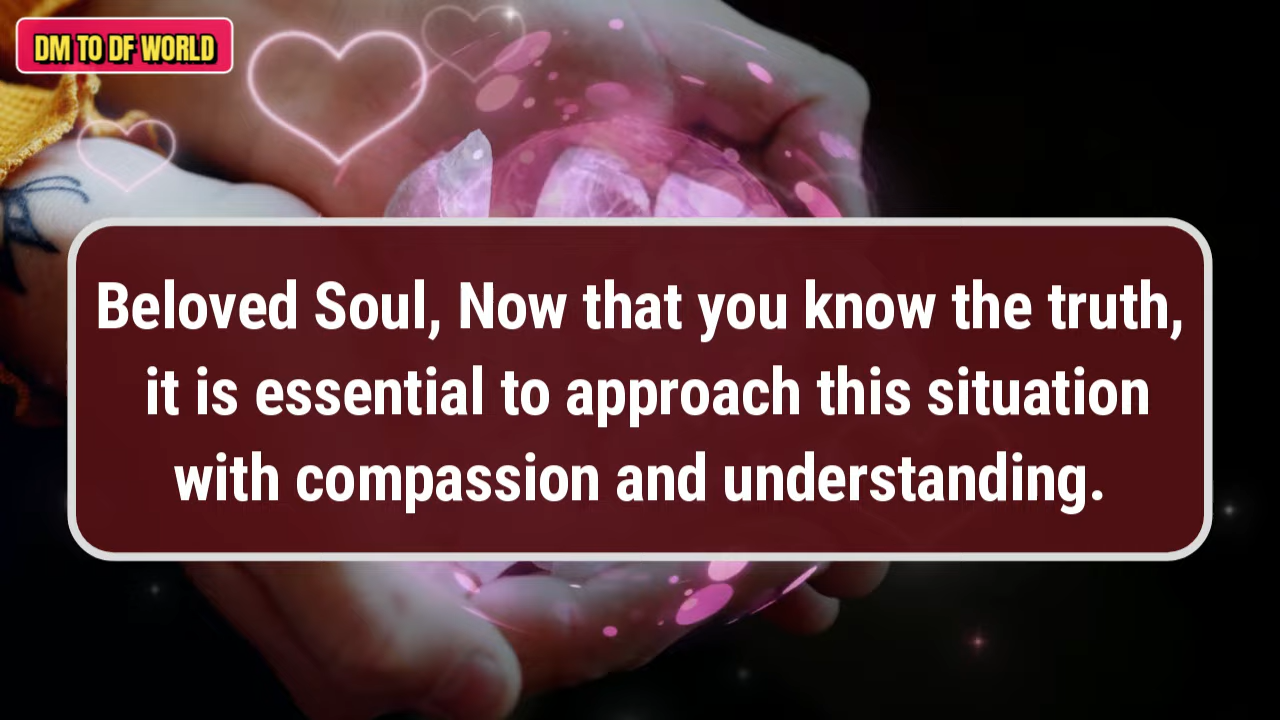 DM TO DF WORLD
Beloved Soul, Now that you know the truth,
it is essential to approach this situation
with compassion and understanding.